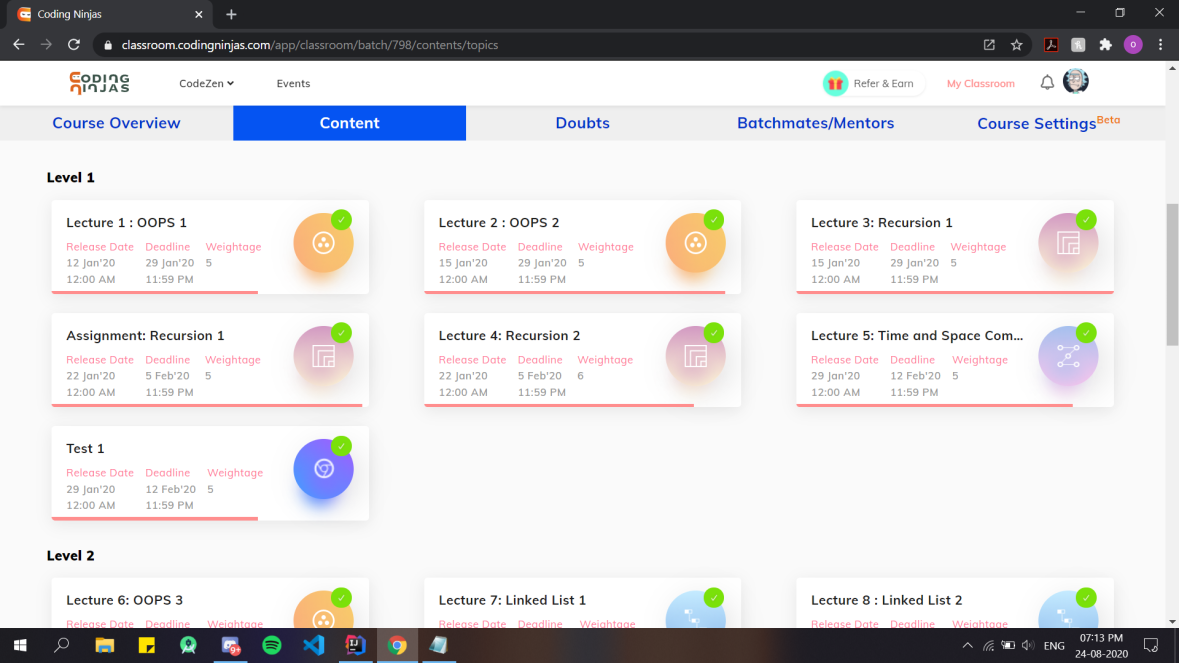 Coding Ninjas
classroom.codingninjas.com/app/classroom/batch/798/contents/topics
O
CODING NINJAS
CodeZen
Events
Refer & Earn
My Classroom
Course Overview
Content
Doubts
Batchmates/Mentors
Course Settings Beta
Level 1
Lecture 1 : OOPS 1
Release Date Deadline Weightage
12 Jan'20 29 Jan'20 5
12:00 AM 11:59 PM
Lecture 2 : OOPS 2
Release Date Deadline Weightage
15 Jan'20 29 Jan'20 5
12:00 AM 11:59 PM
Lecture 3: Recursion 1
Release Date Deadline Weightage
15 Jan'20 29 Jan'20 5
12:00 AM 11:59 PM
Assignment: Recursion 1
Release Date Deadline Weightage
22 Jan'20 5 Feb'20 5
12:00 AM 11:59 PM
Lecture 4: Recursion 2
Release Date Deadline Weightage
22 Jan'20 5 Feb'20 6
12:00 AM 11:59 PM
Lecture 5: Time and Space Com...
Release Date Deadline Weightage
29 Jan'20 12 Feb'20 5
12:00 AM 11:59 PM
Test 1
Release Date Deadline Weightage
29 Jan'20 12 Feb'20 5
12:00 AM 11:59 PM
Level 2
Lecture 6: OOPS 3
Release Date Deadline Weightage
Lecture 7: Linked List 1
Release Date Deadline Weightage
Lecture 8 : Linked List 2
Release Date Deadline Weightage
9+
IJ
ENG
07:13 PM
24-08-2020